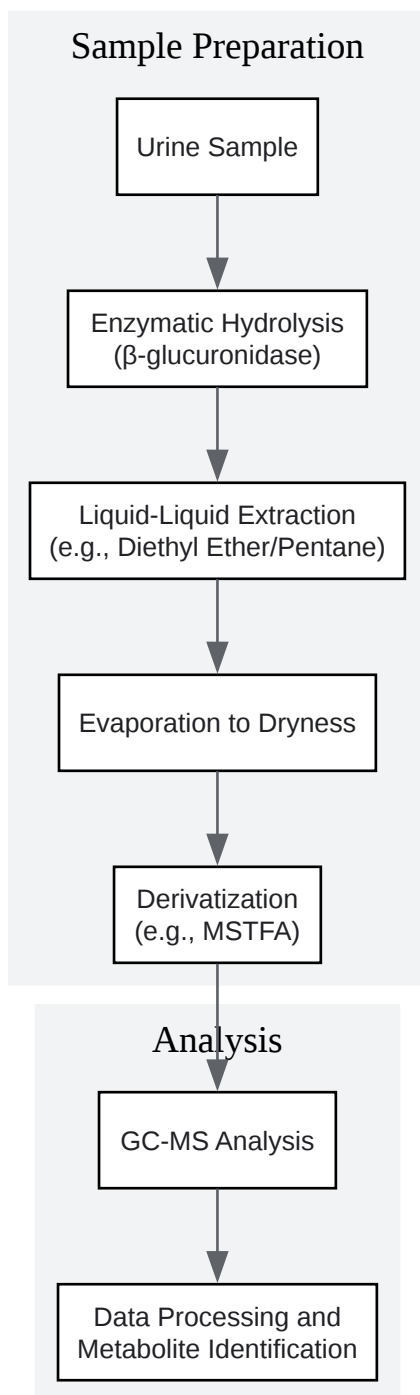 Sample Preparation
Urine Sample
Enzymatic Hydrolysis
(β-glucuronidase)
Liquid-Liquid Extraction
(e.g., Diethyl Ether/Pentane)
Evaporation to Dryness
Derivatization
(e.g., MSTFA)
Analysis
GC-MS Analysis
Data Processing and
Metabolite Identification